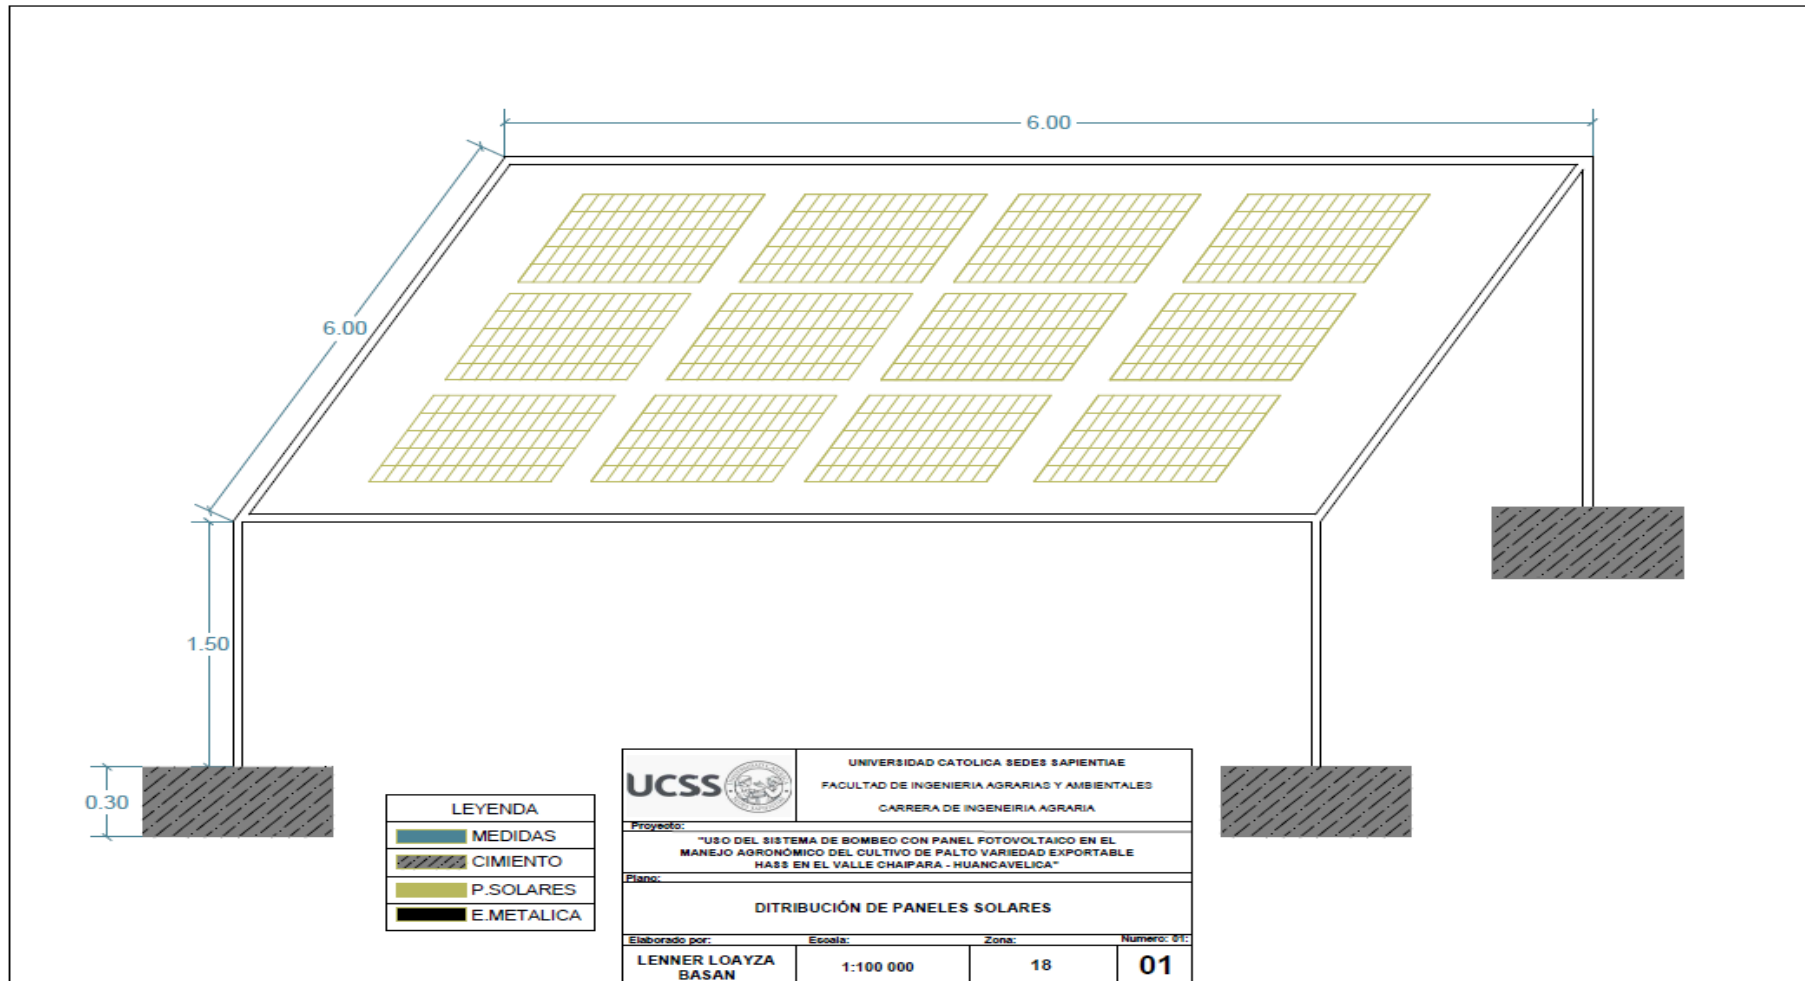 6.00
6.00
1.50
0.30
LEYENDA
MEDIDAS
CIMIENTO
P.SOLARES
E.METALICA
UCSS
UNIVERSIDAD CATOLICA SEDES SAPIENTIAE
FACULTAD DE INGENIERIA AGRARIAS Y AMBIENTALES
CARRERA DE INGENEIRIA AGRARIA
Proyecto:
"USO DEL SISTEMA DE BOMBEO CON PANEL FOTOVOLTAICO EN EL
MANEJO AGRONÓMICO DEL CULTIVO DE PALTO VARIEDAD EXPORTABLE
HASS EN EL VALLE CHAIPARA - HUANCAVELICA"
Plano:
DITRIBUCIÓN DE PANELES SOLARES
Elaborado por:
LENNER LOAYZA
BASAN
Escala:
1:100 000
Zona:
18
Numero: 01:
01